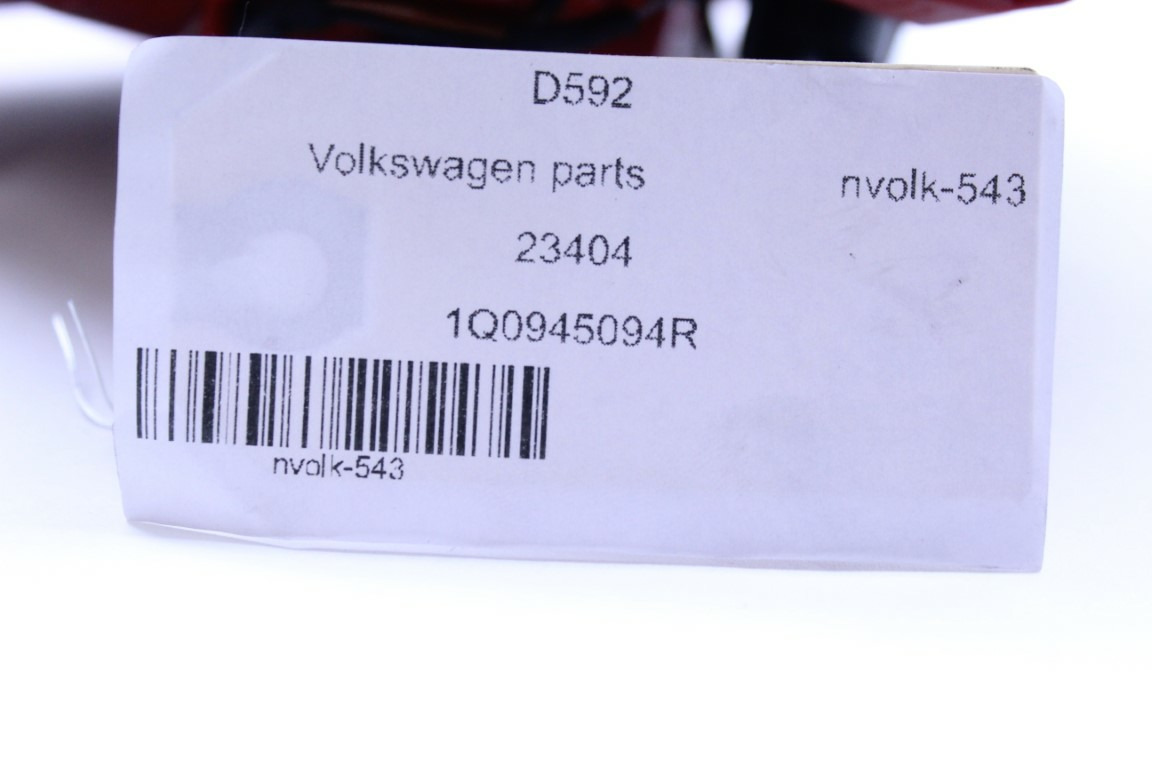 D592
Volkswagen parts
nvolk-543
23404
1Q0945094R
nvolk-543